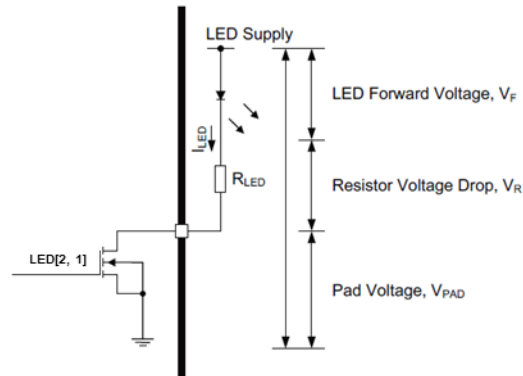 LED Supply
LED Forward Voltage, VF
ILED
RLED
Resistor Voltage Drop, VR
LED[2, 1]
Pad Voltage, VPAD